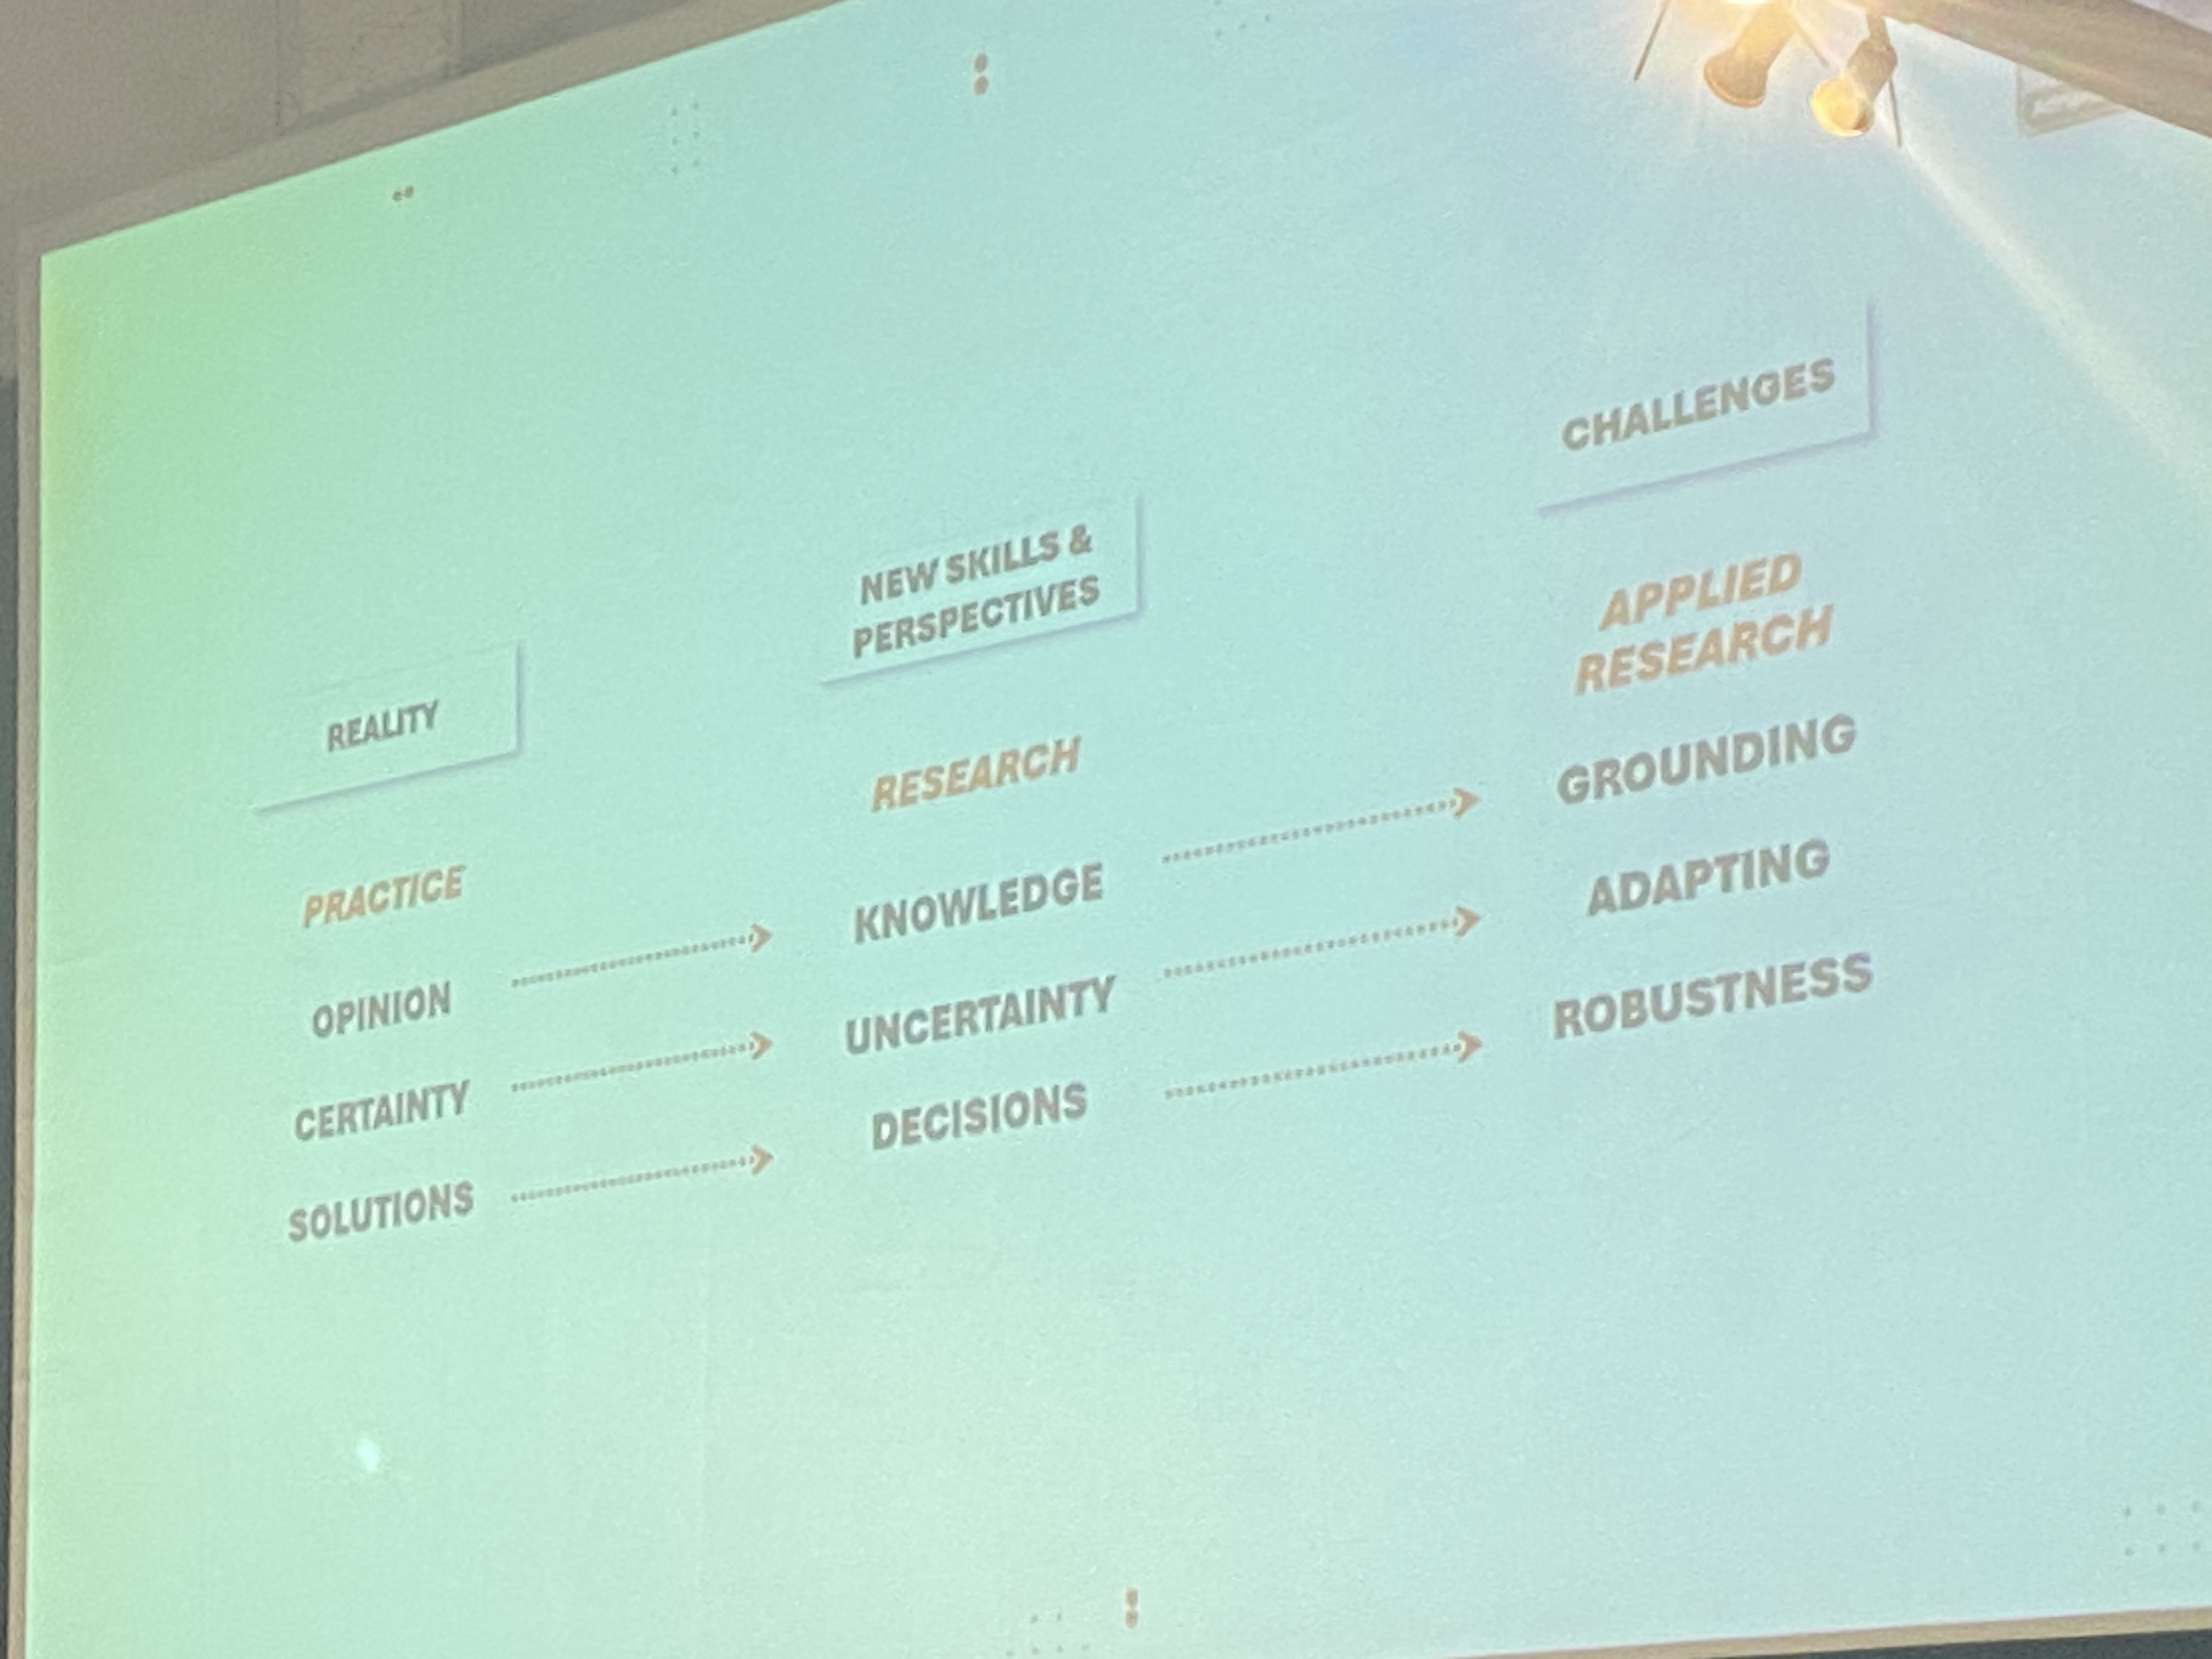 REALITY
PRACTICE
OPINION
CERTAINTY
SOLUTIONS
NEW SKILLS &
PERSPECTIVES
RESEARCH
KNOWLEDGE
UNCERTAINTY
DECISIONS
CHALLENGES
APPLIED
RESEARCH
GROUNDING
ADAPTING
ROBUSTNESS